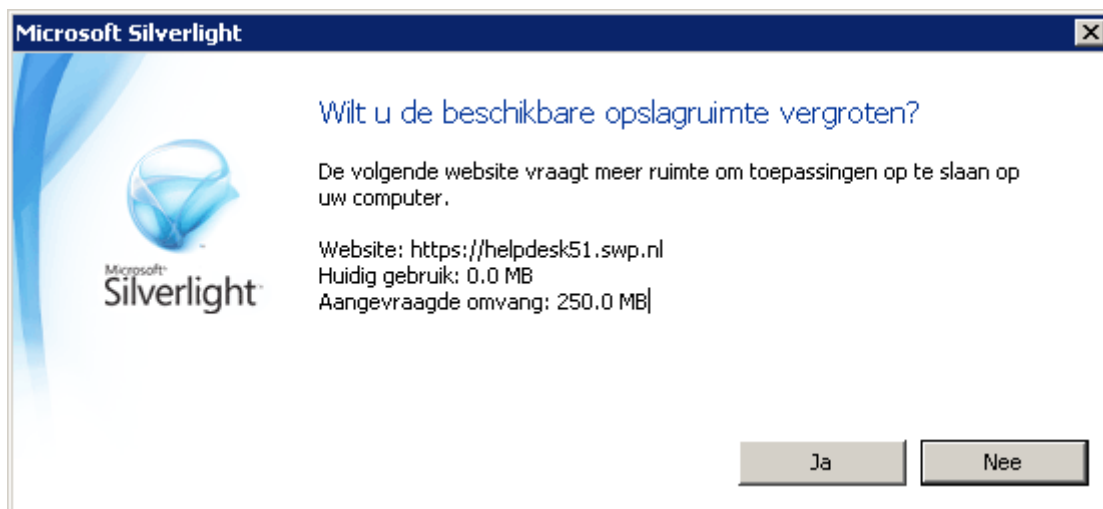 Microsoft Silverlight
Wilt u de beschikbare opslagruimte vergroten?
De volgende website vraagt meer ruimte om toepassingen op te slaan op
uw computer.
Website: https://helpdesk51.swp.nl
Huidig gebruik: 0.0 MB
Aangevraagde omvang: 250.0 MB
Microsoft
Silverlight
Ja
Nee